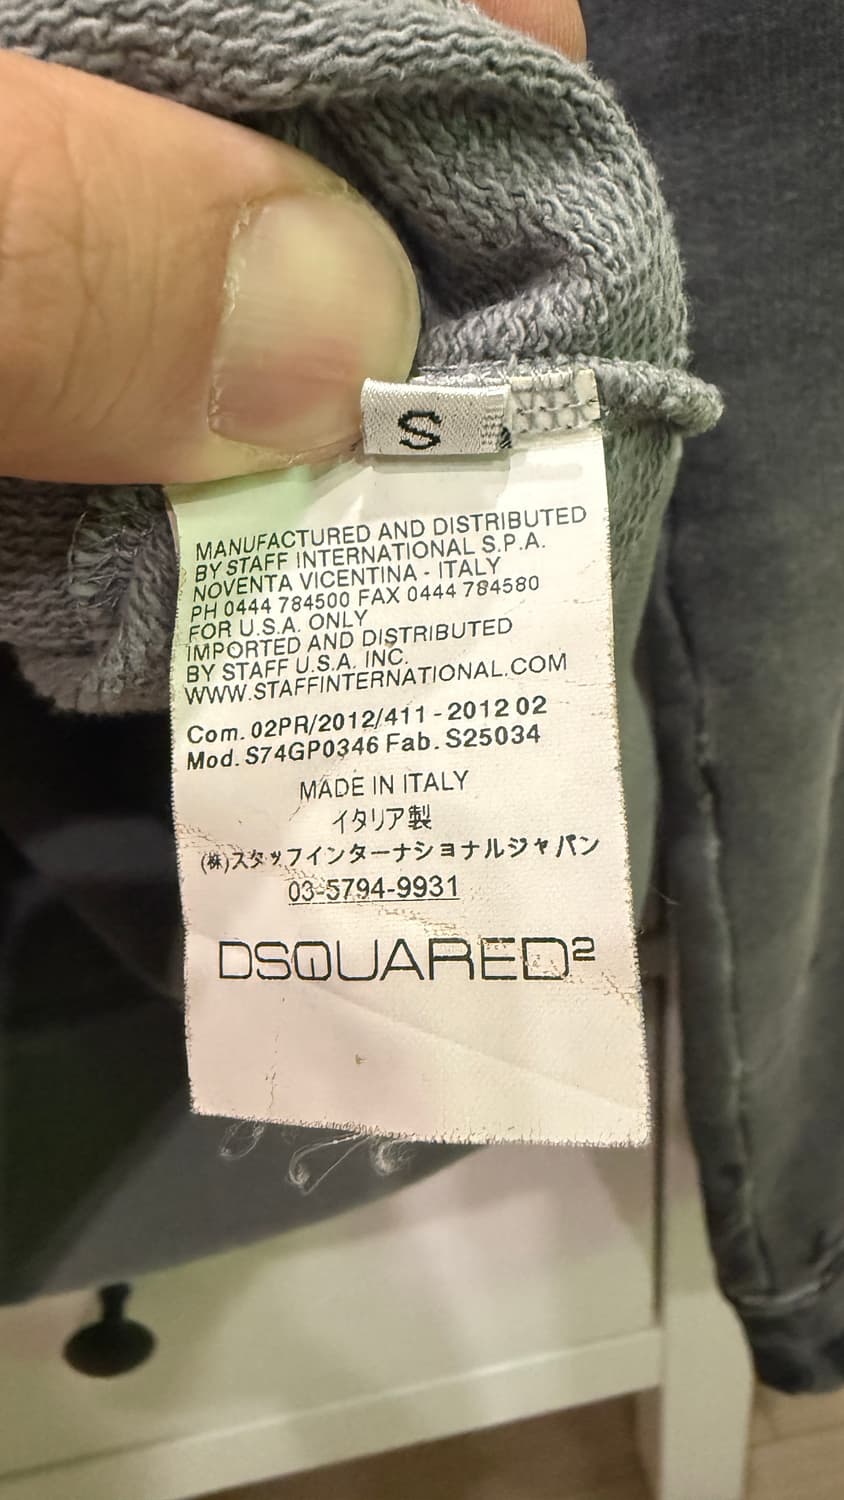 S
MANUFACTURED AND DISTRIBUTED
BY STAFF INTERNATIONAL S.P.A.
NOVENTA VICENTINA - ITALY
PH 0444 784500 FAX 0444 784580
FOR U.S.A. ONLY
IMPORTED AND DISTRIBUTED
BY STAFF U.S.A. INC.
WWW.STAFFINTERNATIONAL.COM
Com. 02PR/2012/411 - 2012 02
Mod. S74GP0346 Fab. S25034
MADE IN ITALY
イタリア製
(株)スタッフインターナショナルジャパン
03-5794-9931
DSQUARED²